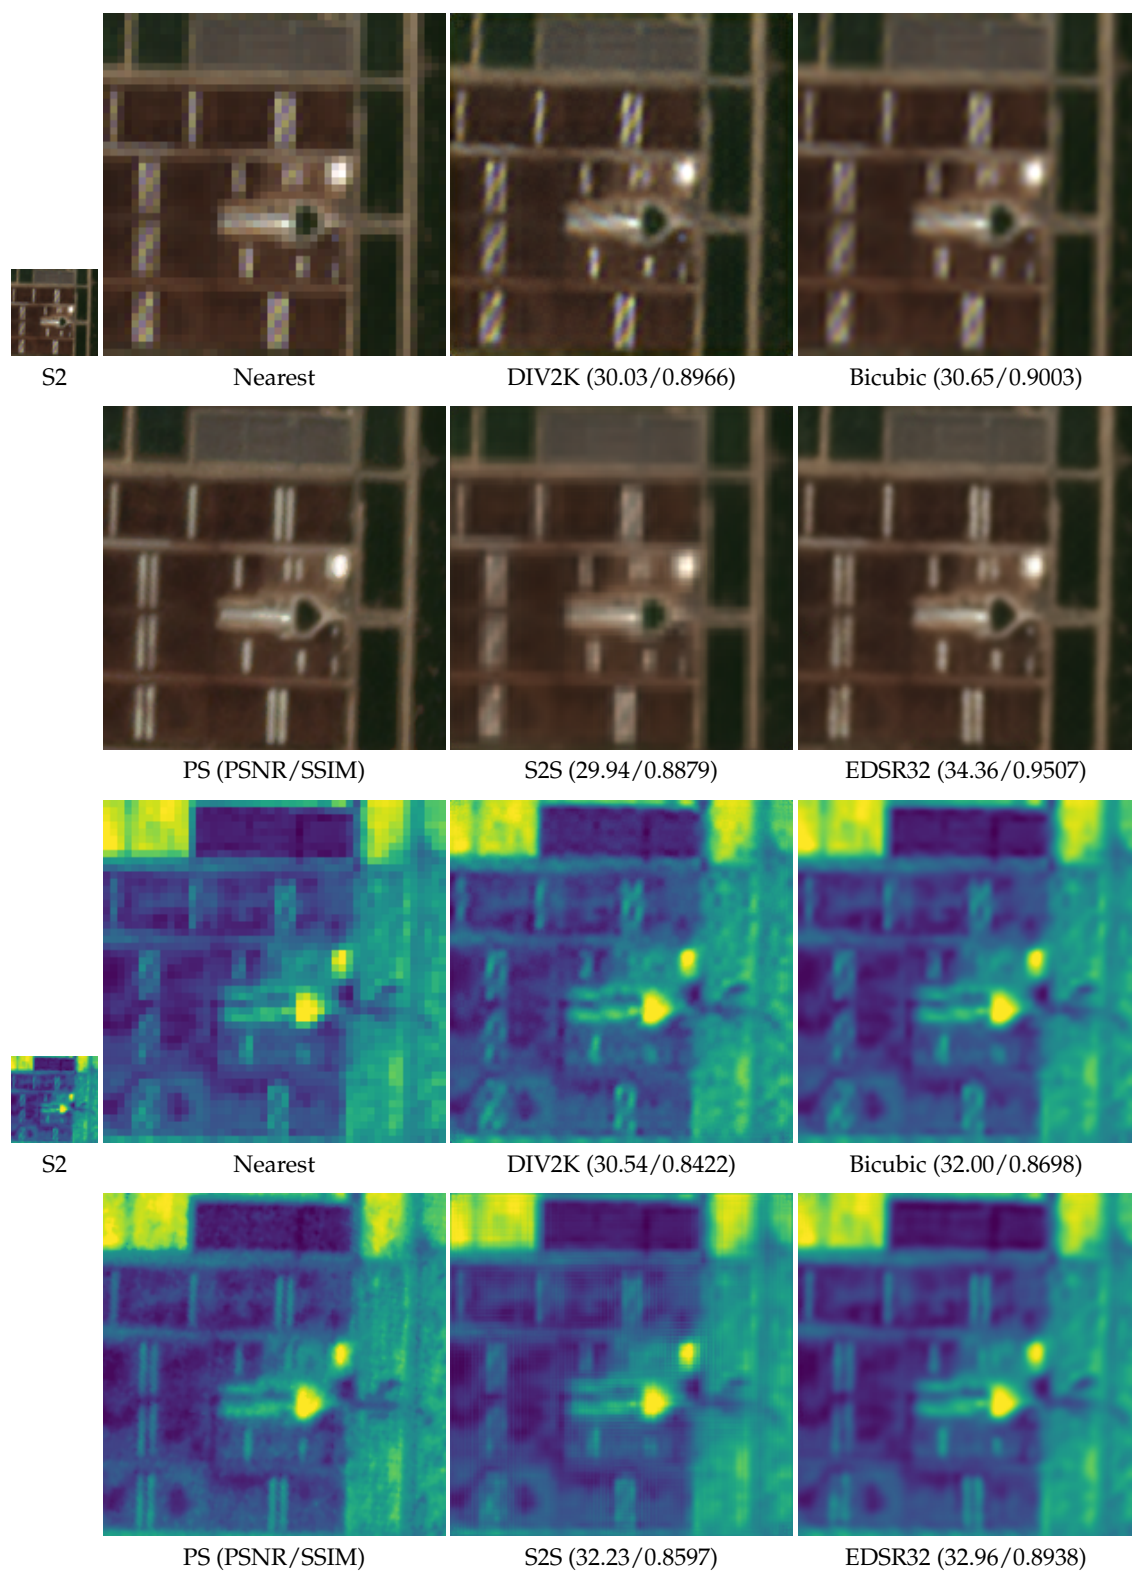 S2
Nearest
DIV2K (30.03/0.8966)
Bicubic (30.65/0.9003)
PS (PSNR/SSIM)
S2S (29.94/0.8879)
EDSR32 (34.36/0.9507)
S2
Nearest
DIV2K (30.54/0.8422)
Bicubic (32.00/0.8698)
PS (PSNR/SSIM)
S2S (32.23/0.8597)
EDSR32 (32.96/0.8938)